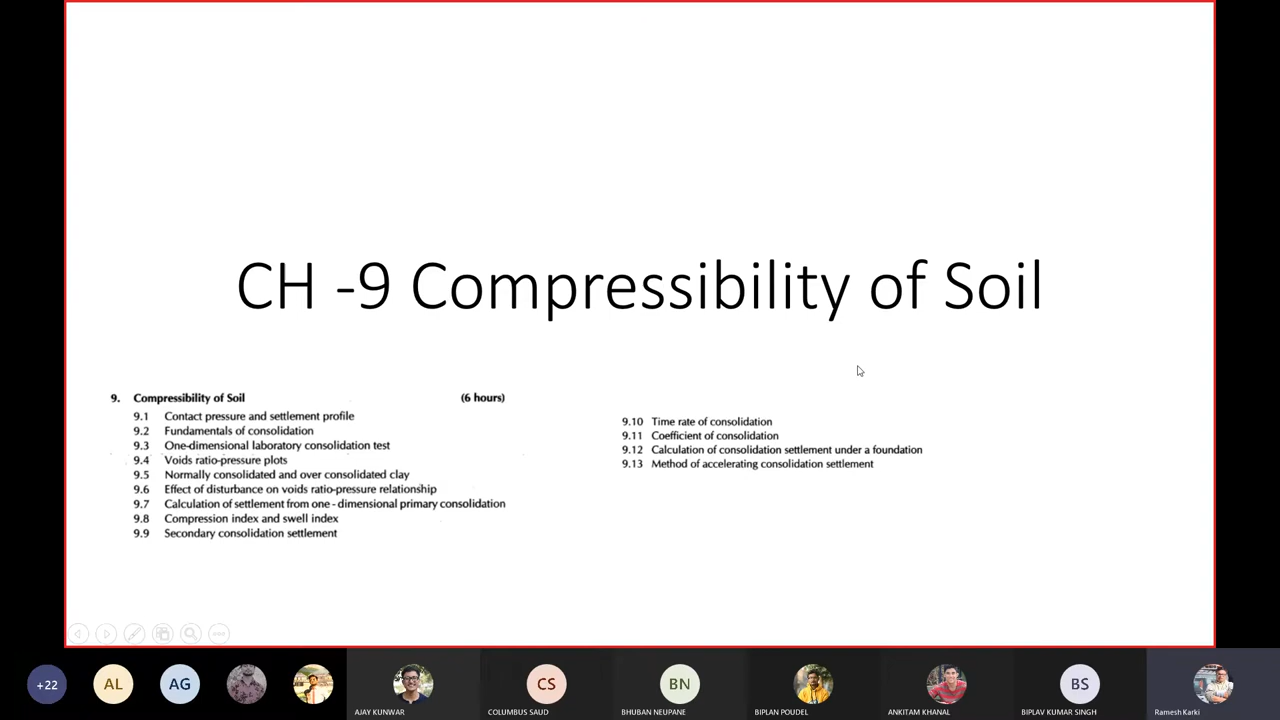 CH -9 Compressibility of Soil
9. Compressibility of Soil (6 hours)
9.1 Contact pressure and settlement profile
9.2 Fundamentals of consolidation
9.3 One-dimensional laboratory consolidation test
9.4 Voids ratio-pressure plots
9.5 Normally consolidated and over consolidated clay
9.6 Effect of disturbance on voids ratio-pressure relationship
9.7 Calculation of settlement from one - dimensional primary consolidation
9.8 Compression index and swell index
9.9 Secondary consolidation settlement
9.10 Time rate of consolidation
9.11 Coefficient of consolidation
9.12 Calculation of consolidation settlement under a foundation
9.13 Method of accelerating consolidation settlement
+22
AL
AG
CS
BN
BS
AJAY KUNWAR
COLUMBUS SAUD
BHUBAN NEUPANE
BIPLAN POUDEL
ANKITAM KHANAL
BIPLAV KUMAR SINGH
Ramesh Karki